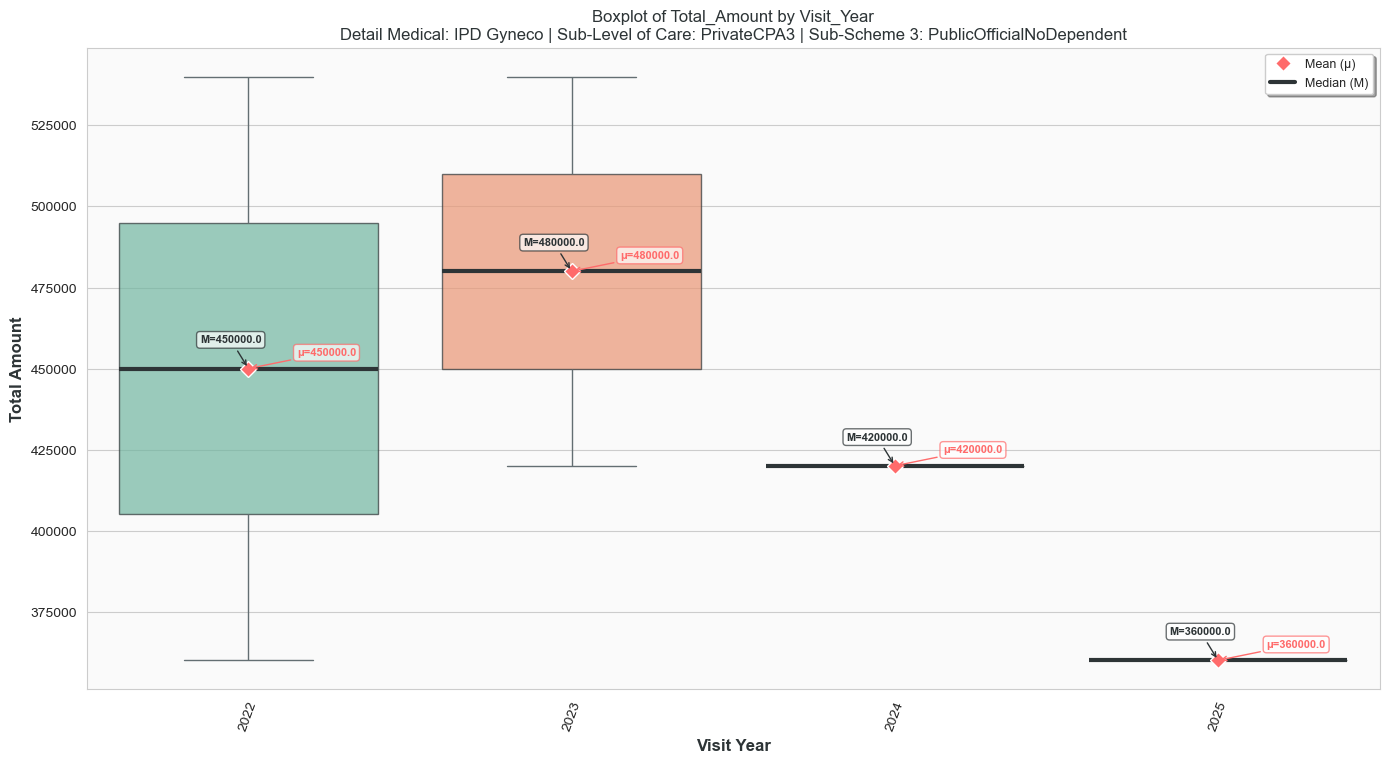 Boxplot of Total_Amount by Visit_Year
Detail Medical: IPD Gyneco | Sub-Level of Care: PrivateCPA3 | Sub-Scheme 3: PublicOfficialNoDependent
Mean (μ)
Median (M)
Total Amount
525000
500000
475000
450000
425000
400000
375000
M=450000.0
μ=450000.0
M=480000.0
μ=480000.0
M=420000.0
μ=420000.0
M=360000.0
μ=360000.0
2022
2023
2024
2025
Visit Year